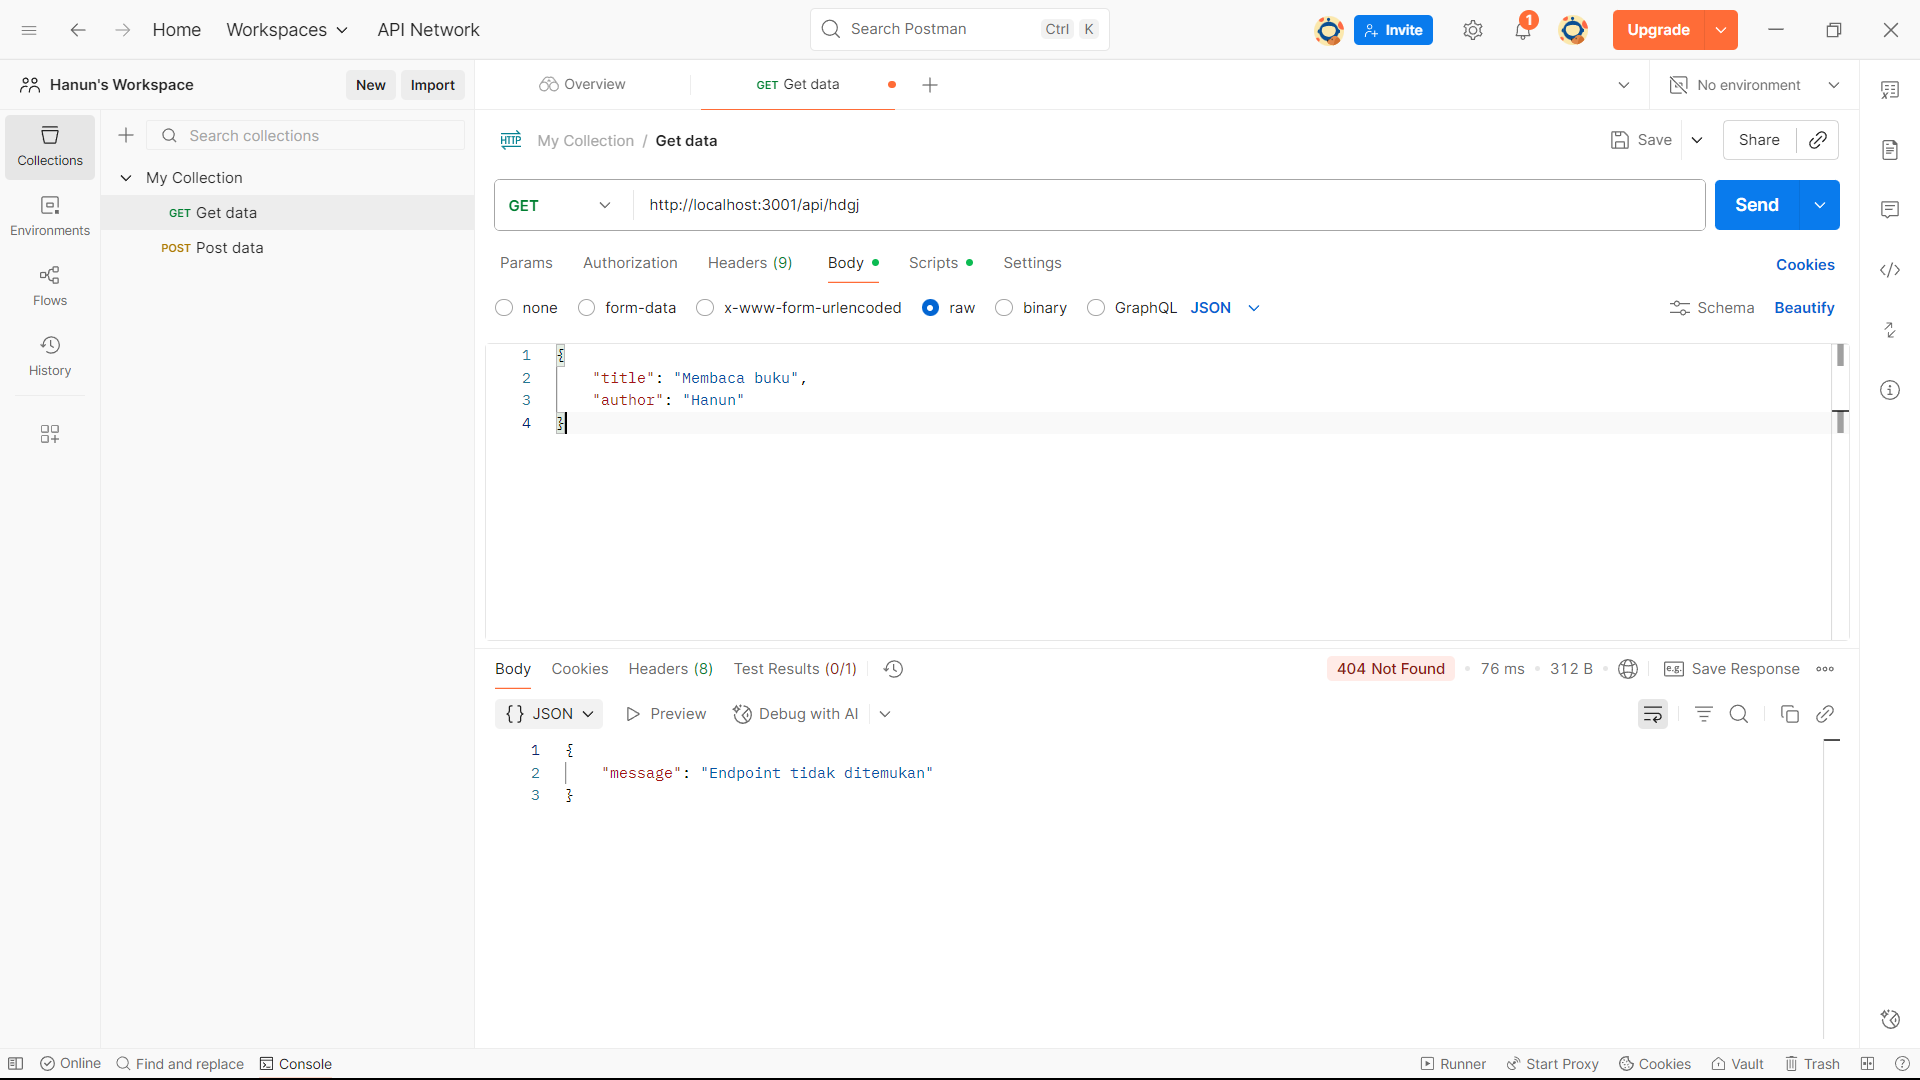 Home Workspaces API Network Search Postman Ctrl K Invite 1 Upgrade
Hanun's Workspace New Import Overview GET Get data No environment
Collections
Environments
Flows
History
Search collections
My Collection
GET Get data
POST Post data
HTTP My Collection / Get data Save Share
GET http://localhost:3001/api/hdgj Send
Params Authorization Headers (9) Body Scripts Settings Cookies
none form-data x-www-form-urlencoded raw binary GraphQL JSON Schema Beautify
1 {
2 "title": "Membaca buku",
3 "author": "Hanun"
4 }
Body Cookies Headers (8) Test Results (0/1) 404 Not Found 76 ms 312 B e.g. Save Response
{} JSON Preview Debug with AI
1 {
2 "message": "Endpoint tidak ditemukan"
3 }
Online Find and replace Console Runner Start Proxy Cookies Vault Trash